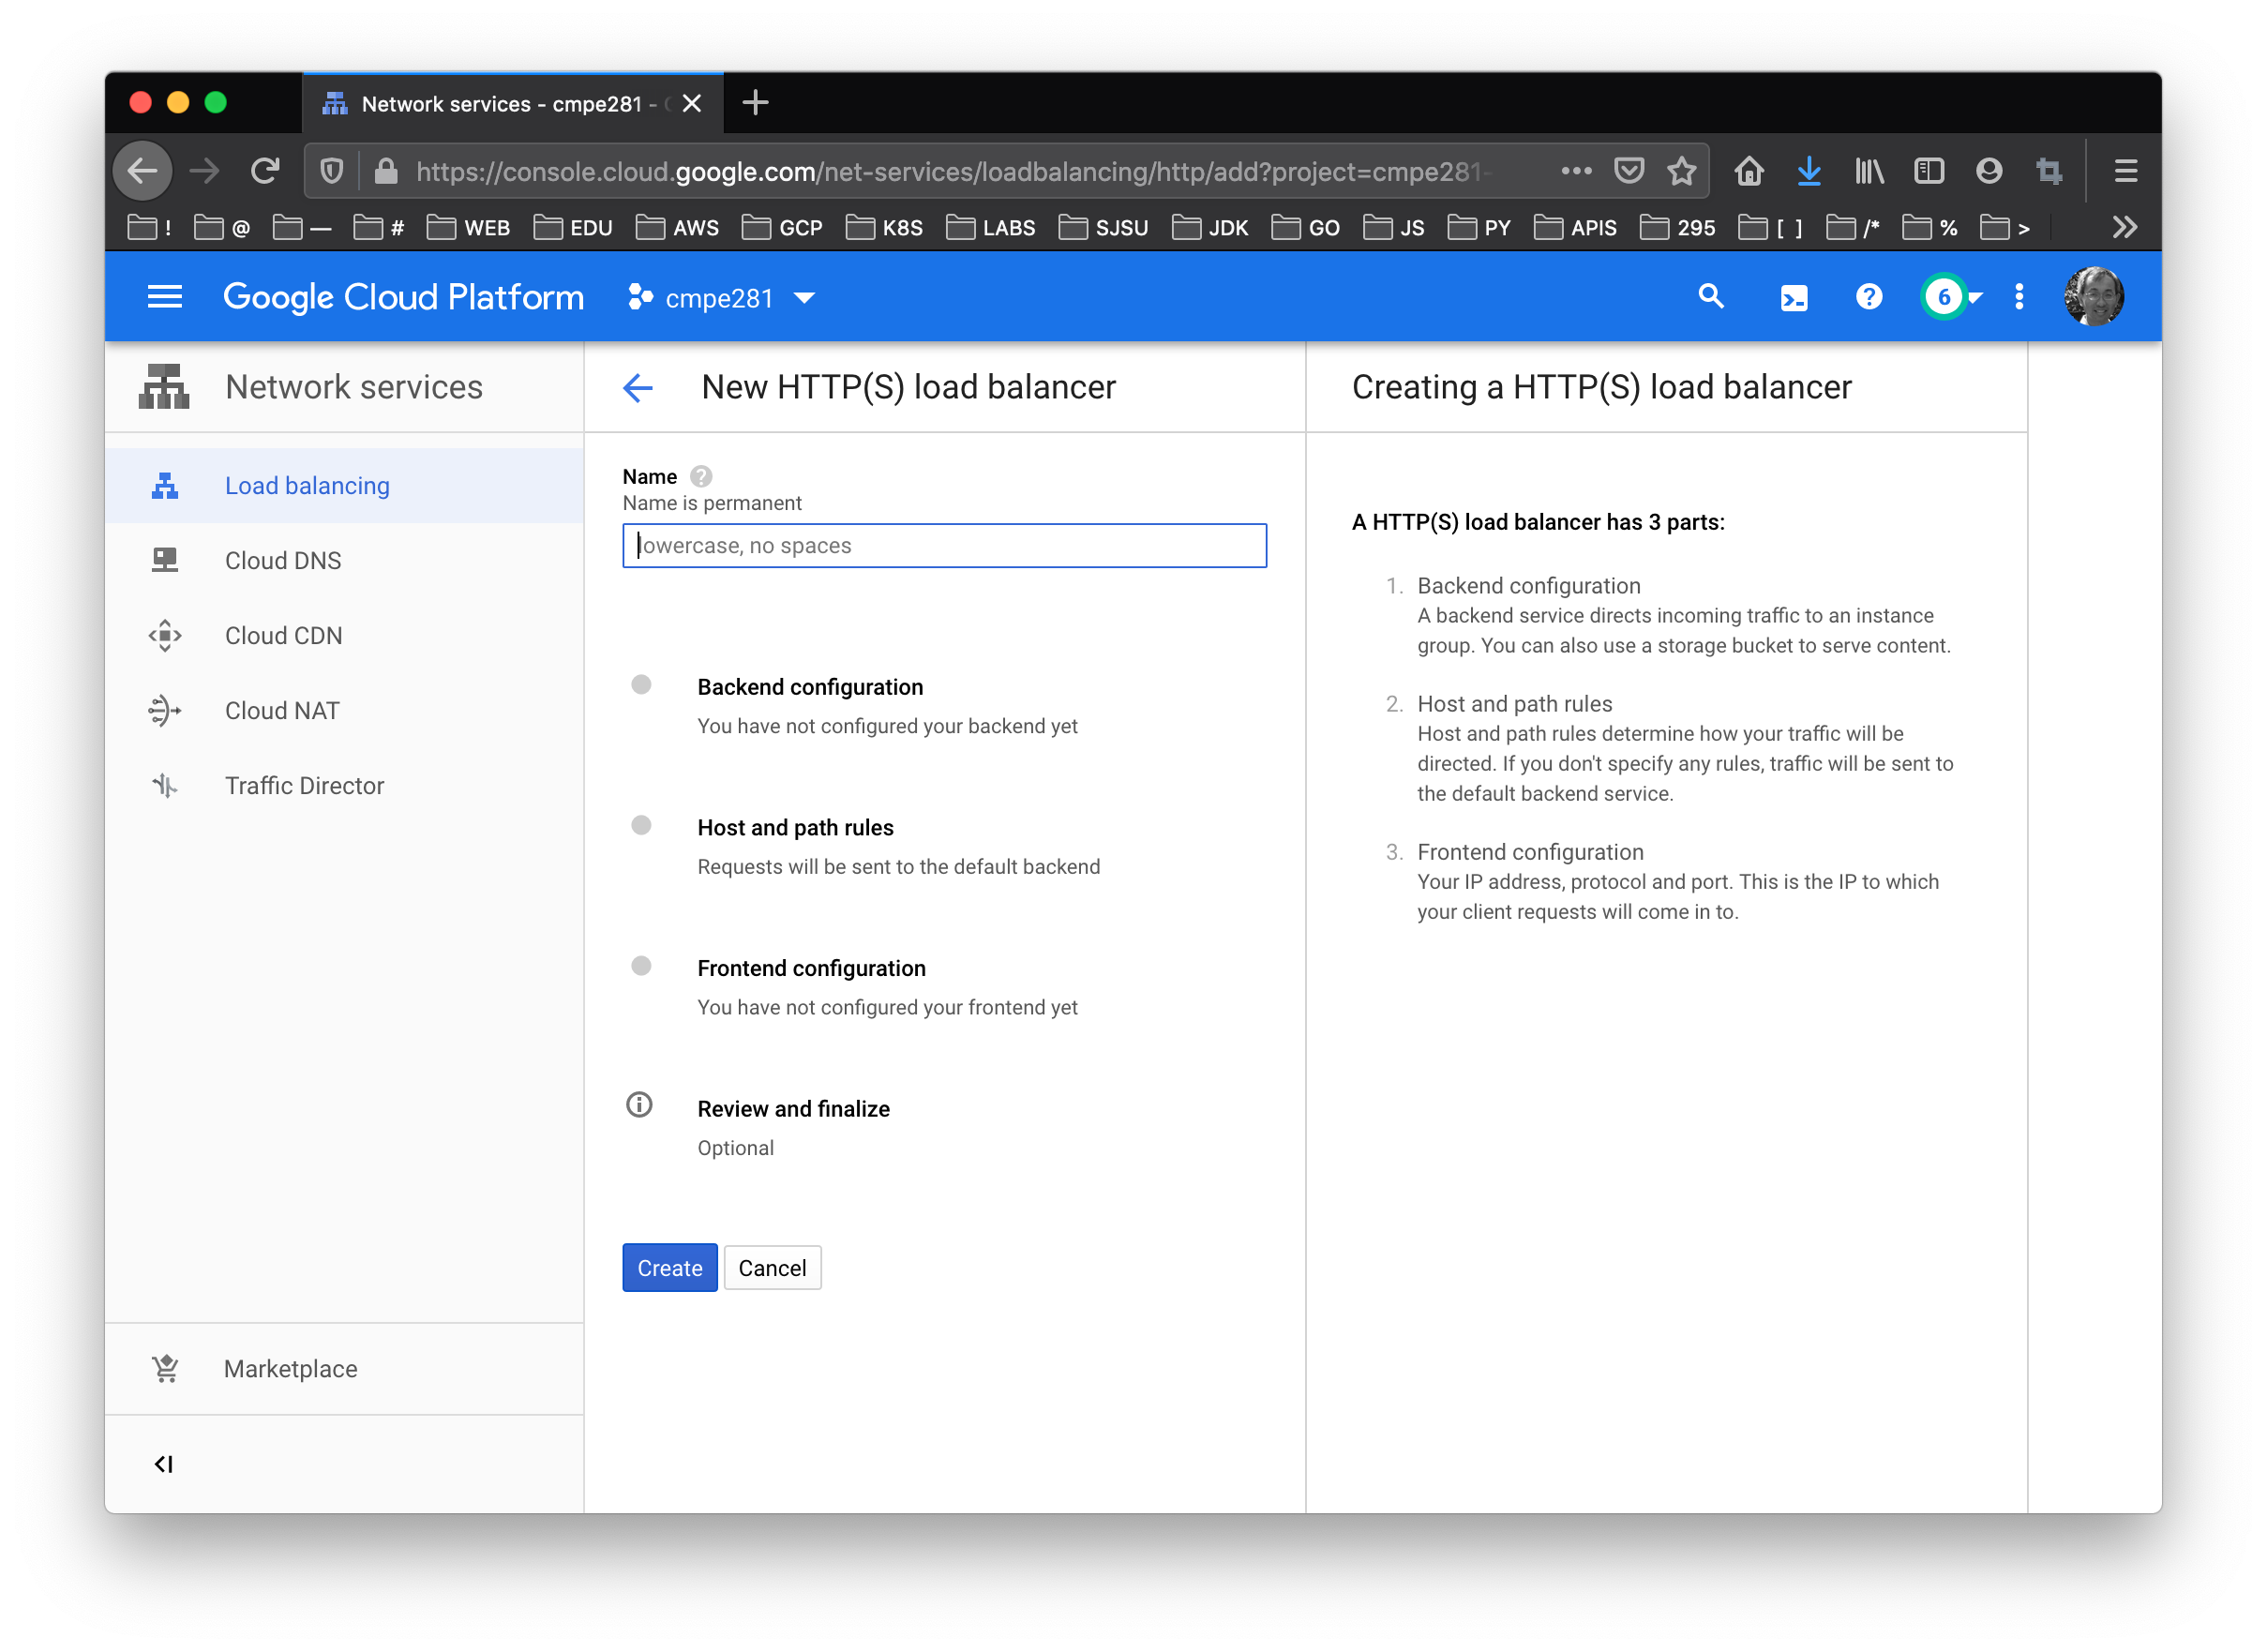 Network services - cmpe281 -
https://console.cloud.google.com/net-services/loadbalancing/http/add?project=cmpe281-
! @ — # WEB EDU AWS GCP K8S LABS SJSU JDK GO JS PY APIS 295 [ ] /* % >
Google Cloud Platform cmpe281 6
Network services
Load balancing
Cloud DNS
Cloud CDN
Cloud NAT
Traffic Director
Marketplace
New HTTP(S) load balancer
Name
Name is permanent
lowercase, no spaces
Backend configuration
You have not configured your backend yet
Host and path rules
Requests will be sent to the default backend
Frontend configuration
You have not configured your frontend yet
Review and finalize
Optional
Create Cancel
Creating a HTTP(S) load balancer
A HTTP(S) load balancer has 3 parts:
1. Backend configuration
A backend service directs incoming traffic to an instance
group. You can also use a storage bucket to serve content.
2. Host and path rules
Host and path rules determine how your traffic will be
directed. If you don't specify any rules, traffic will be sent to
the default backend service.
3. Frontend configuration
Your IP address, protocol and port. This is the IP to which
your client requests will come in to.